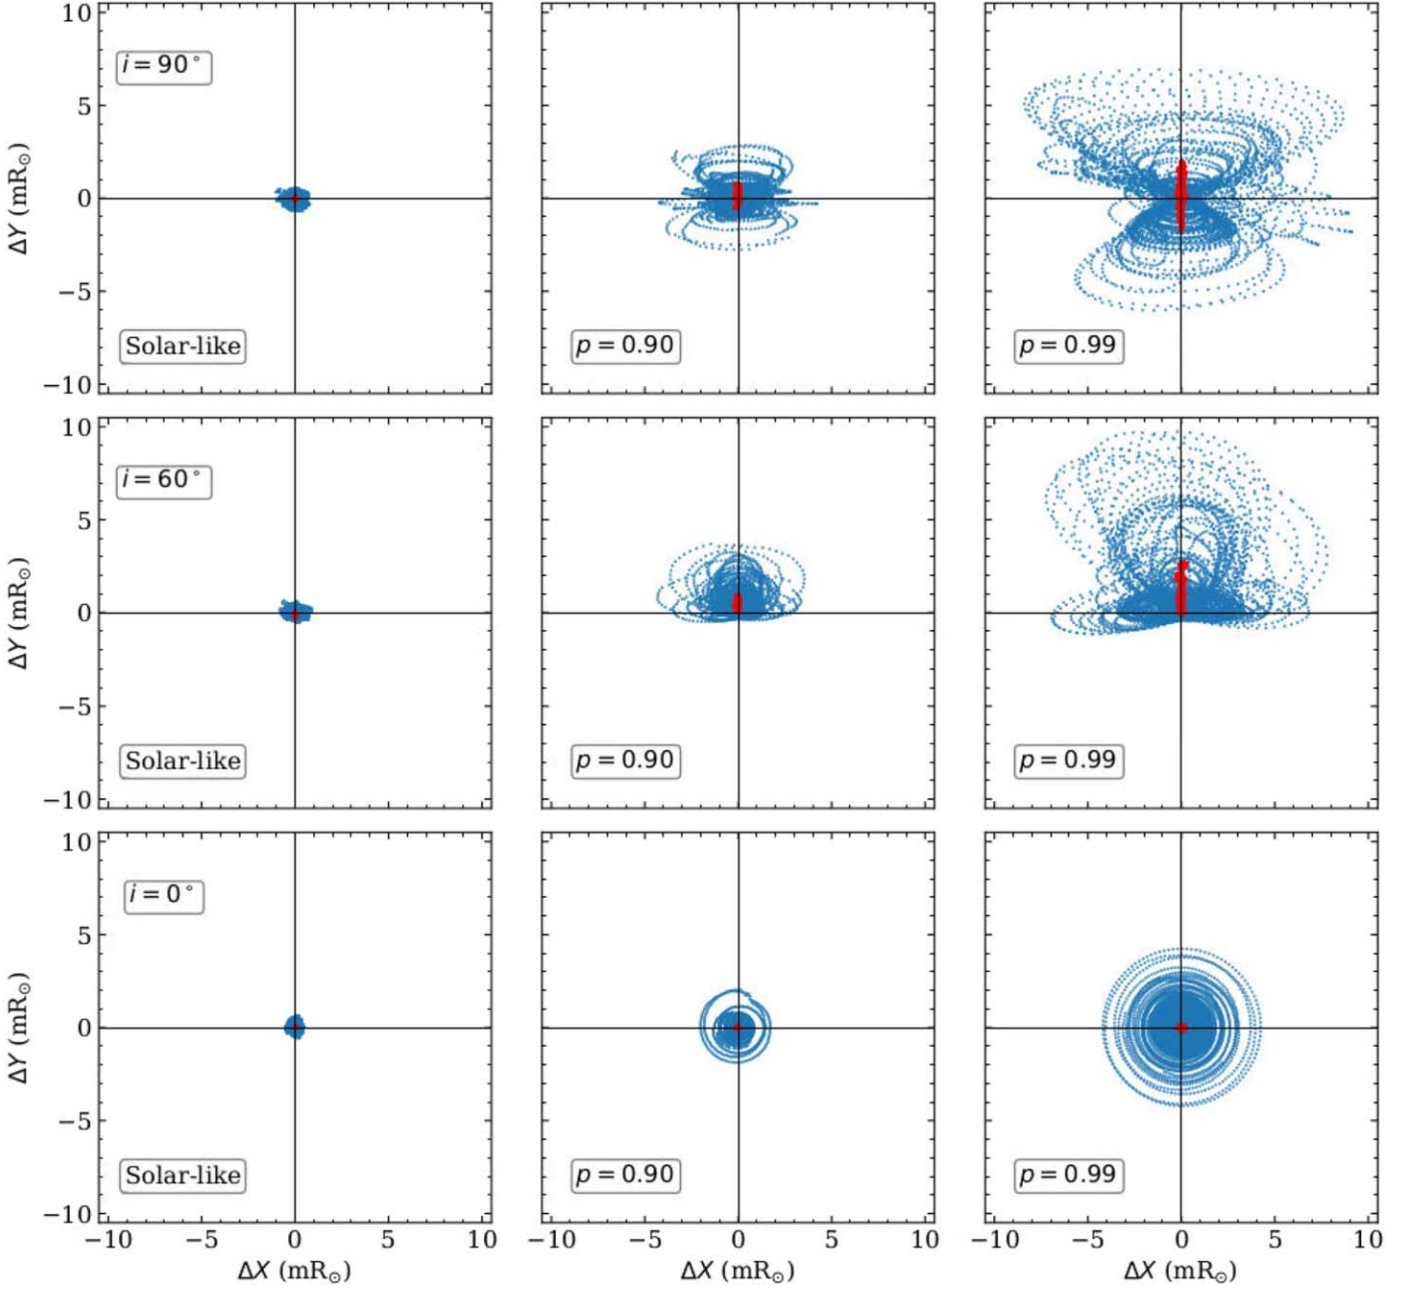 10
5
0
−5
−10
ΔY (mR☉)
i = 90°
Solar-like
p = 0.90
p = 0.99
10
5
0
−5
−10
ΔY (mR☉)
i = 60°
Solar-like
p = 0.90
p = 0.99
10
5
0
−5
−10
ΔY (mR☉)
i = 0°
Solar-like
p = 0.90
p = 0.99
−10 −5 0 5 10
−10 −5 0 5 10
−10 −5 0 5 10
ΔX (mR☉)
ΔX (mR☉)
ΔX (mR☉)